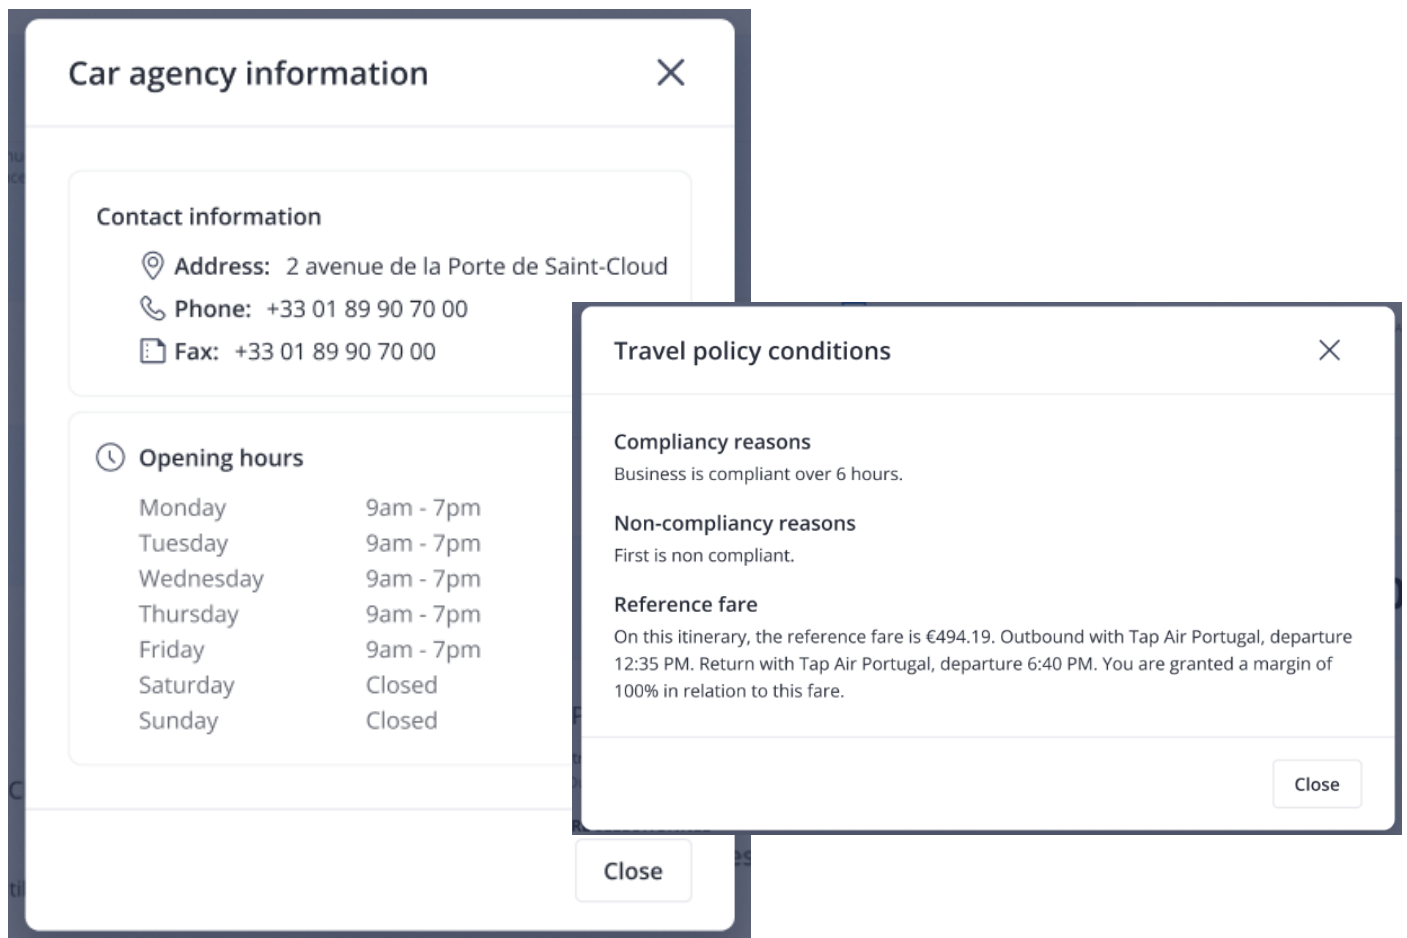 Car agency information
Contact information
Address: 2 avenue de la Porte de Saint-Cloud
Phone: +33 01 89 90 70 00
Fax: +33 01 89 90 70 00
Opening hours
Monday 9am - 7pm
Tuesday 9am - 7pm
Wednesday 9am - 7pm
Thursday 9am - 7pm
Friday 9am - 7pm
Saturday Closed
Sunday Closed
Close
Travel policy conditions
Compliancy reasons
Business is compliant over 6 hours.
Non-compliancy reasons
First is non compliant.
Reference fare
On this itinerary, the reference fare is €494.19. Outbound with Tap Air Portugal, departure
12:35 PM. Return with Tap Air Portugal, departure 6:40 PM. You are granted a margin of
100% in relation to this fare.
Close